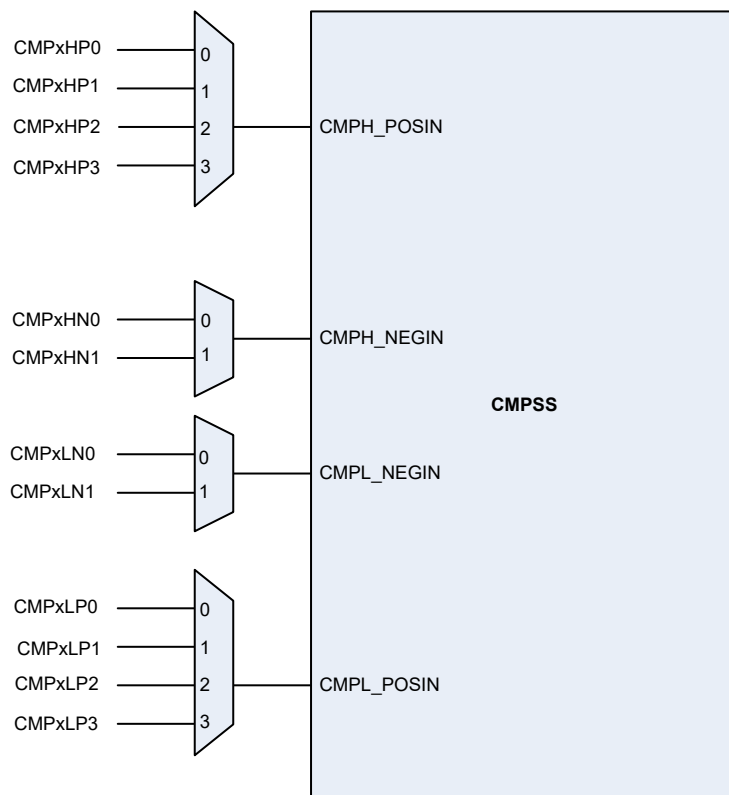 CMPxHP0
0
CMPxHP1
1
CMPxHP2
2
CMPH_POSIN
CMPxHP3
3
CMPxHN0
0
CMPH_NEGIN
CMPxHN1
1
CMPSS
CMPxLN0
0
CMPL_NEGIN
CMPxLN1
1
CMPxLP0
0
CMPxLP1
1
CMPxLP2
2
CMPL_POSIN
CMPxLP3
3